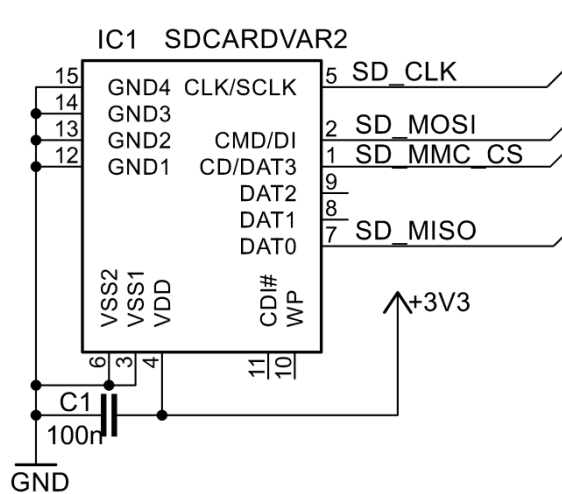 IC1 SDCARDVAR2
15 GND4 CLK/SCLK 5 SD_CLK
14 GND3
13 GND2 CMD/DI 2 SD_MOSI
12 GND1 CD/DAT3 1 SD_MMC_CS
DAT2 9
DAT1 8
DAT0 7 SD_MISO
VSS2 VSS1 VDD CDI# WP
+3V3
6 3 4 11 10
C1
100n
GND